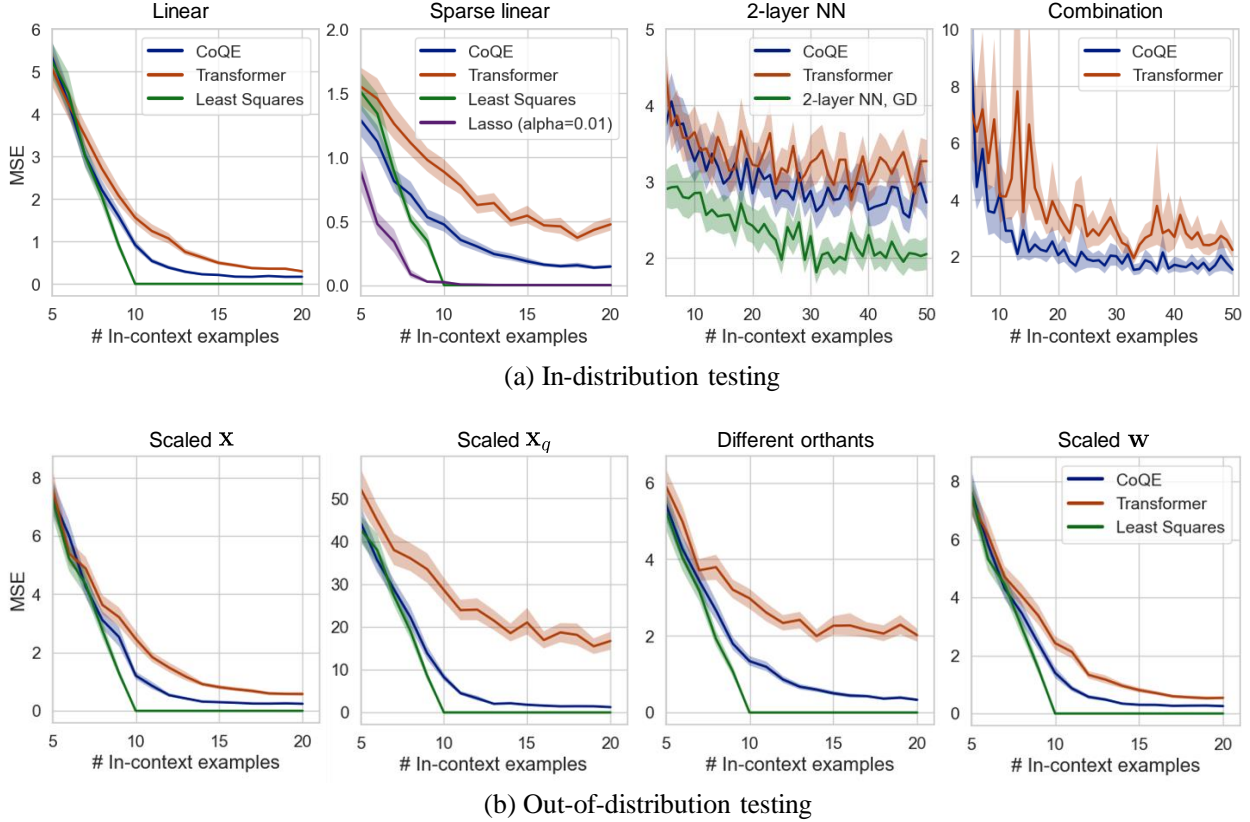 Linear
Sparse linear
2-layer NN
Combination
MSE
6
5
4
3
2
1
0
CoQE
Transformer
Least Squares
5
10
15
20
# In-context examples
2.0
1.5
1.0
0.5
0.0
CoQE
Transformer
Least Squares
Lasso (alpha=0.01)
5
10
15
20
# In-context examples
5
4
3
2
CoQE
Transformer
2-layer NN, GD
10
20
30
40
50
# In-context examples
10
8
6
4
2
CoQE
Transformer
10
20
30
40
50
# In-context examples
(a) In-distribution testing
Scaled x
Scaled x_q
Different orthants
Scaled w
MSE
8
6
4
2
0
5
10
15
20
# In-context examples
50
40
30
20
10
0
5
10
15
20
# In-context examples
6
4
2
0
5
10
15
20
# In-context examples
8
6
4
2
0
CoQE
Transformer
Least Squares
5
10
15
20
# In-context examples
(b) Out-of-distribution testing